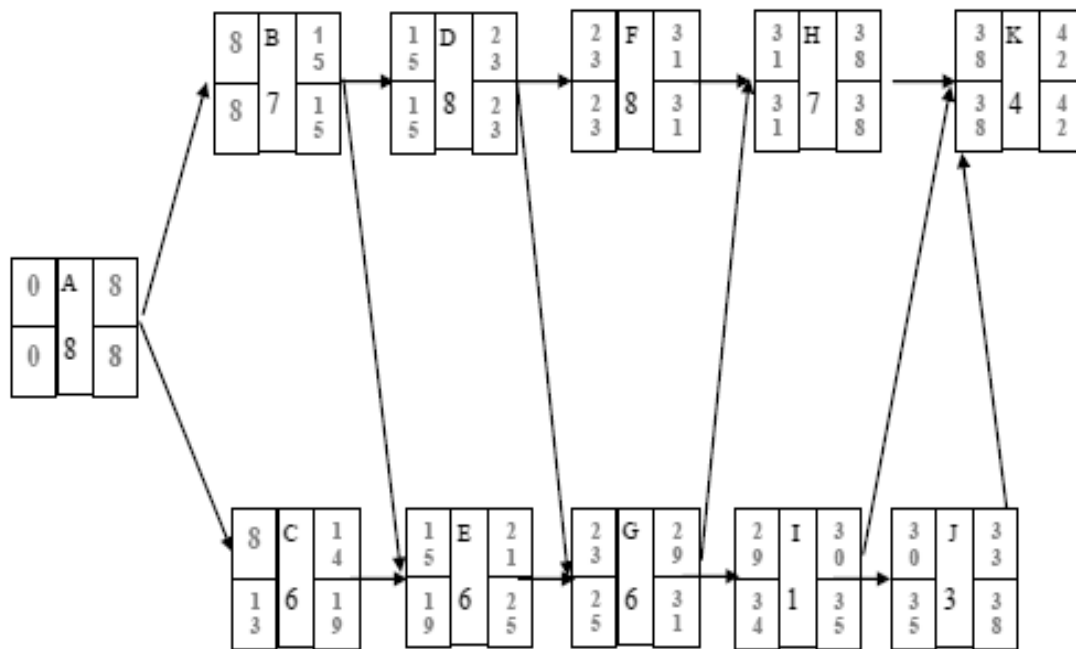 8 B 15
8 7 15
15 D 23
15 8 23
23 F 31
23 8 31
31 H 38
31 7 38
38 K 42
38 4 42
0 A 8
0 8 8
8 C 14
13 6 19
15 E 21
19 6 25
23 G 29
25 6 31
29 I 30
34 1 35
30 J 33
35 3 38